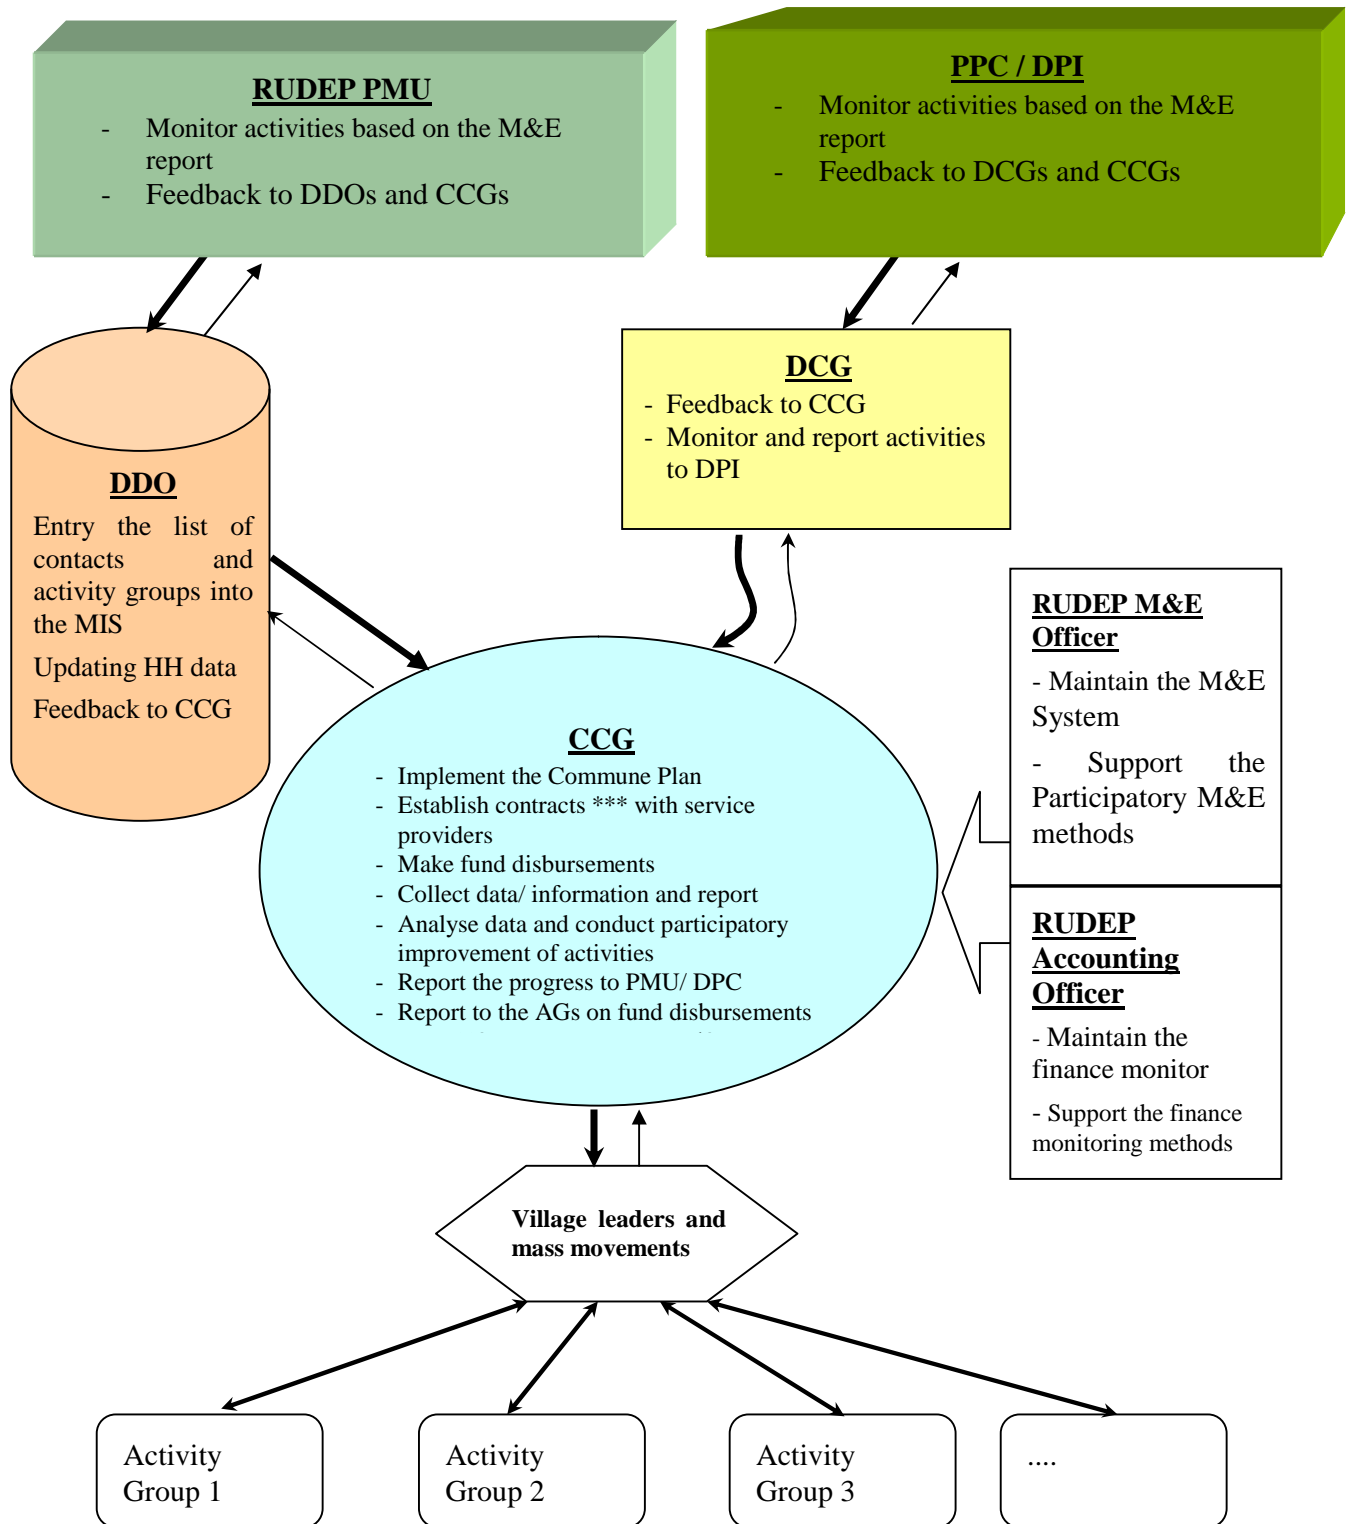 RUDEP PMU
- Monitor activities based on the M&E
report
- Feedback to DDOs and CCGs
PPC / DPI
- Monitor activities based on the M&E
report
- Feedback to DCGs and CCGs
DCG
- Feedback to CCG
- Monitor and report activities
to DPI
DDO
Entry the list of
contacts and
activity groups into
the MIS
Updating HH data
Feedback to CCG
CCG
- Implement the Commune Plan
- Establish contracts *** with service
providers
- Make fund disbursements
- Collect data/ information and report
- Analyse data and conduct participatory
improvement of activities
- Report the progress to PMU/ DPC
- Report to the AGs on fund disbursements
RUDEP M&E
Officer
- Maintain the M&E
System
- Support the
Participatory M&E
methods
RUDEP
Accounting
Officer
- Maintain the
finance monitor
- Support the finance
monitoring methods
Village leaders and
mass movements
Activity
Group 1
Activity
Group 2
Activity
Group 3
....